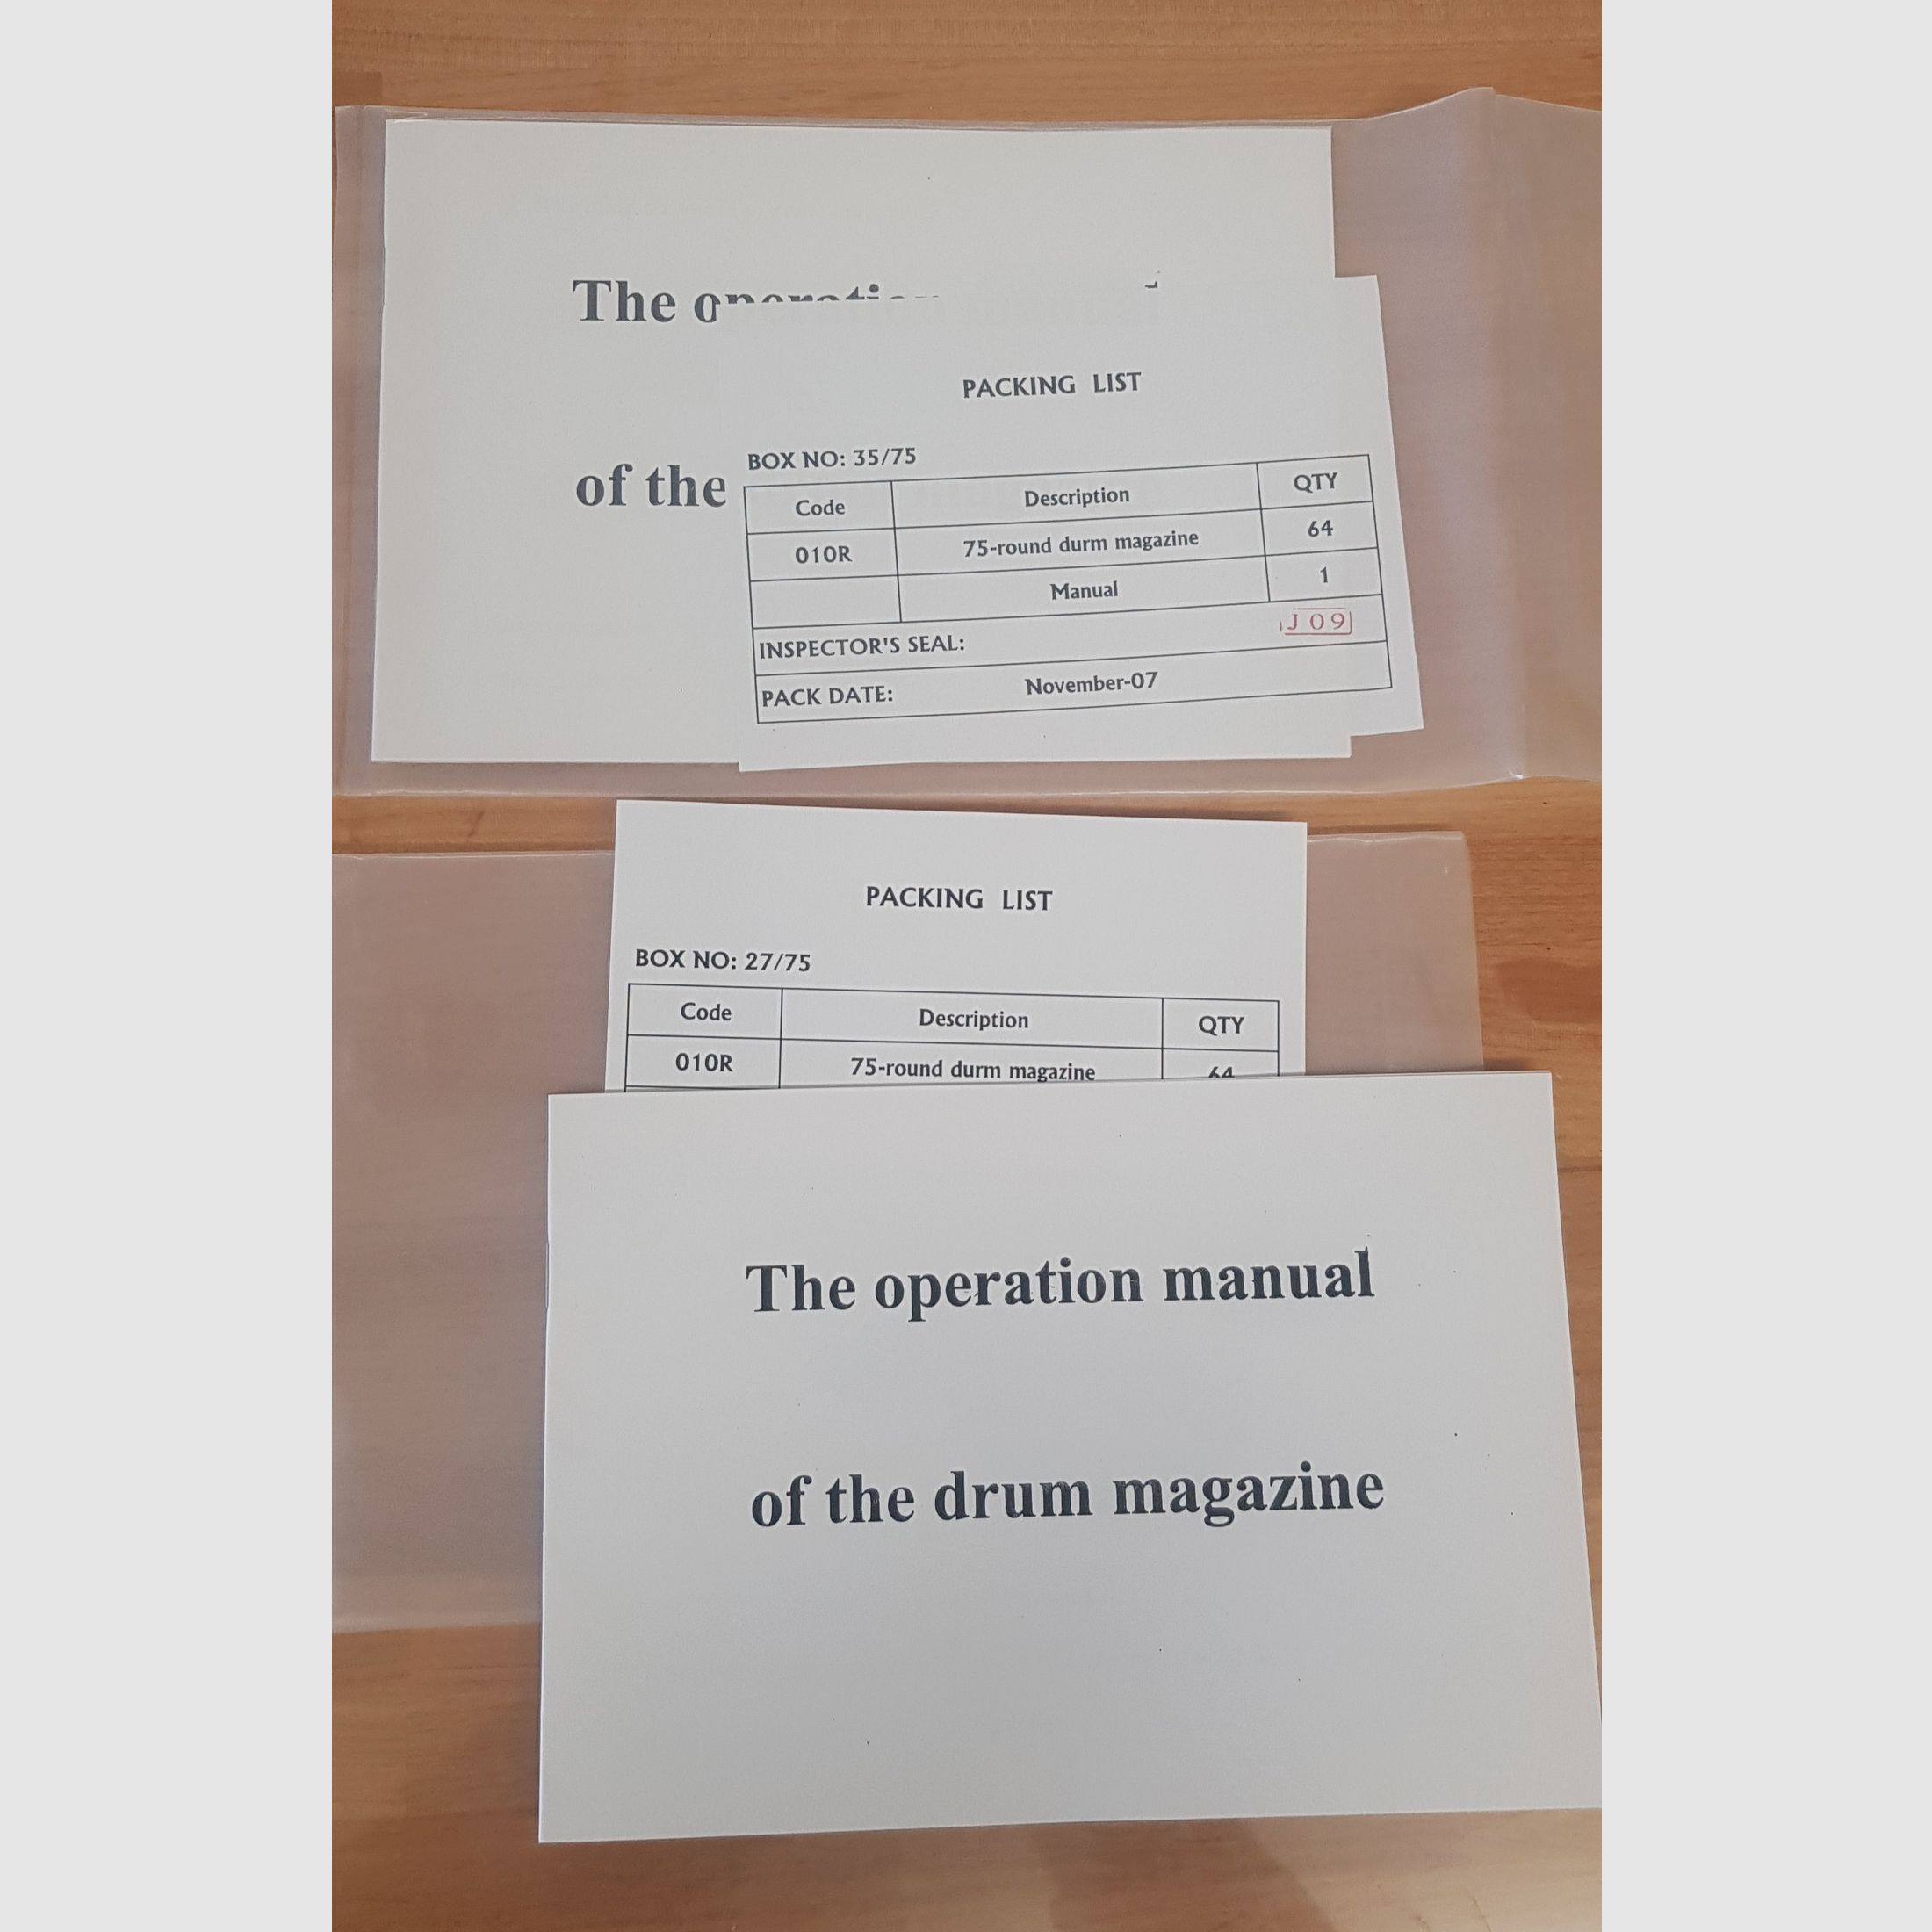 The
PACKING LIST
of the
BOX NO: 35/75
Code Description QTY
010R 75-round durm magazine 64
Manual 1
INSPECTOR'S SEAL: J 09
PACK DATE: November-07
PACKING LIST
BOX NO: 27/75
Code Description QTY
010R 75-round durm magazine 64
The operation manual
of the drum magazine